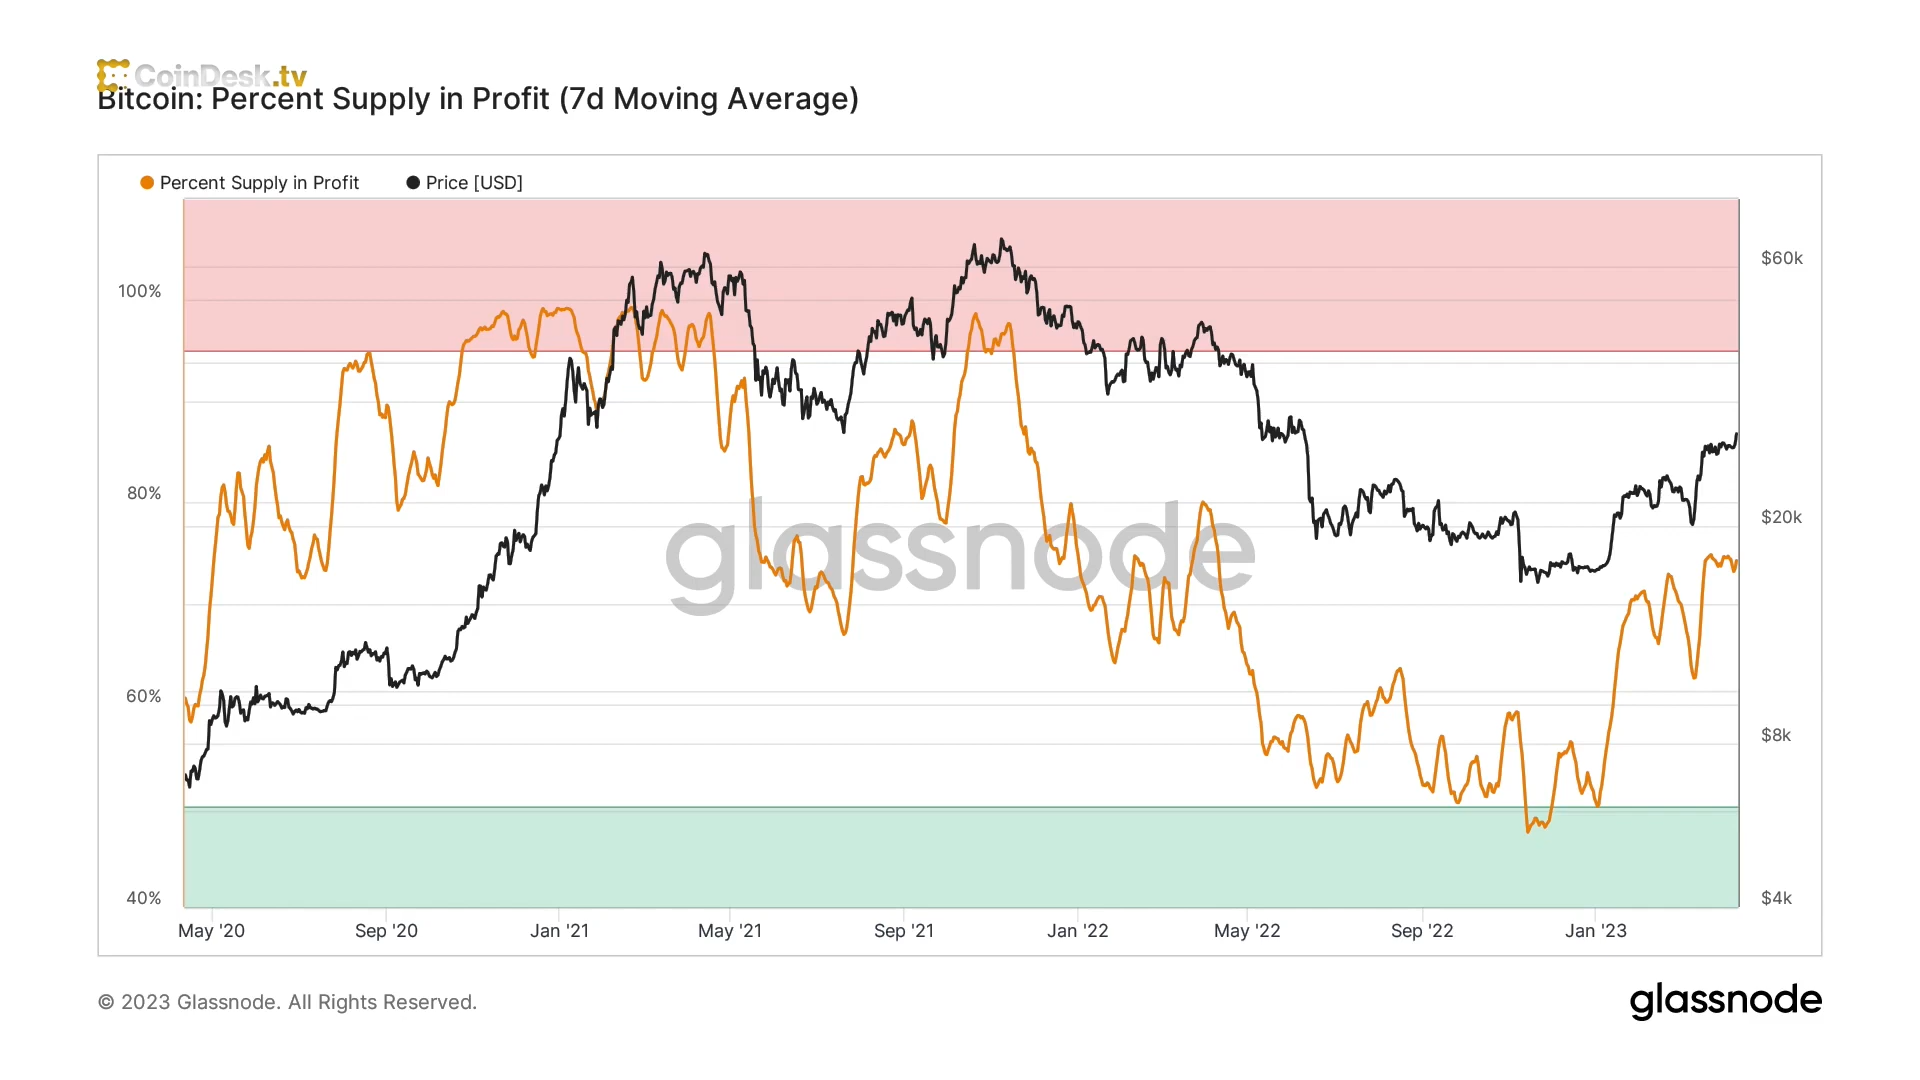 CoinDesk.tv
Bitcoin: Percent Supply in Profit (7d Moving Average)
Percent Supply in Profit Price [USD]
100%
80%
60%
40%
$60k
$20k
$8k
$4k
glassnode
May '20 Sep '20 Jan '21 May '21 Sep '21 Jan '22 May '22 Sep '22 Jan '23
© 2023 Glassnode. All Rights Reserved.
glassnode